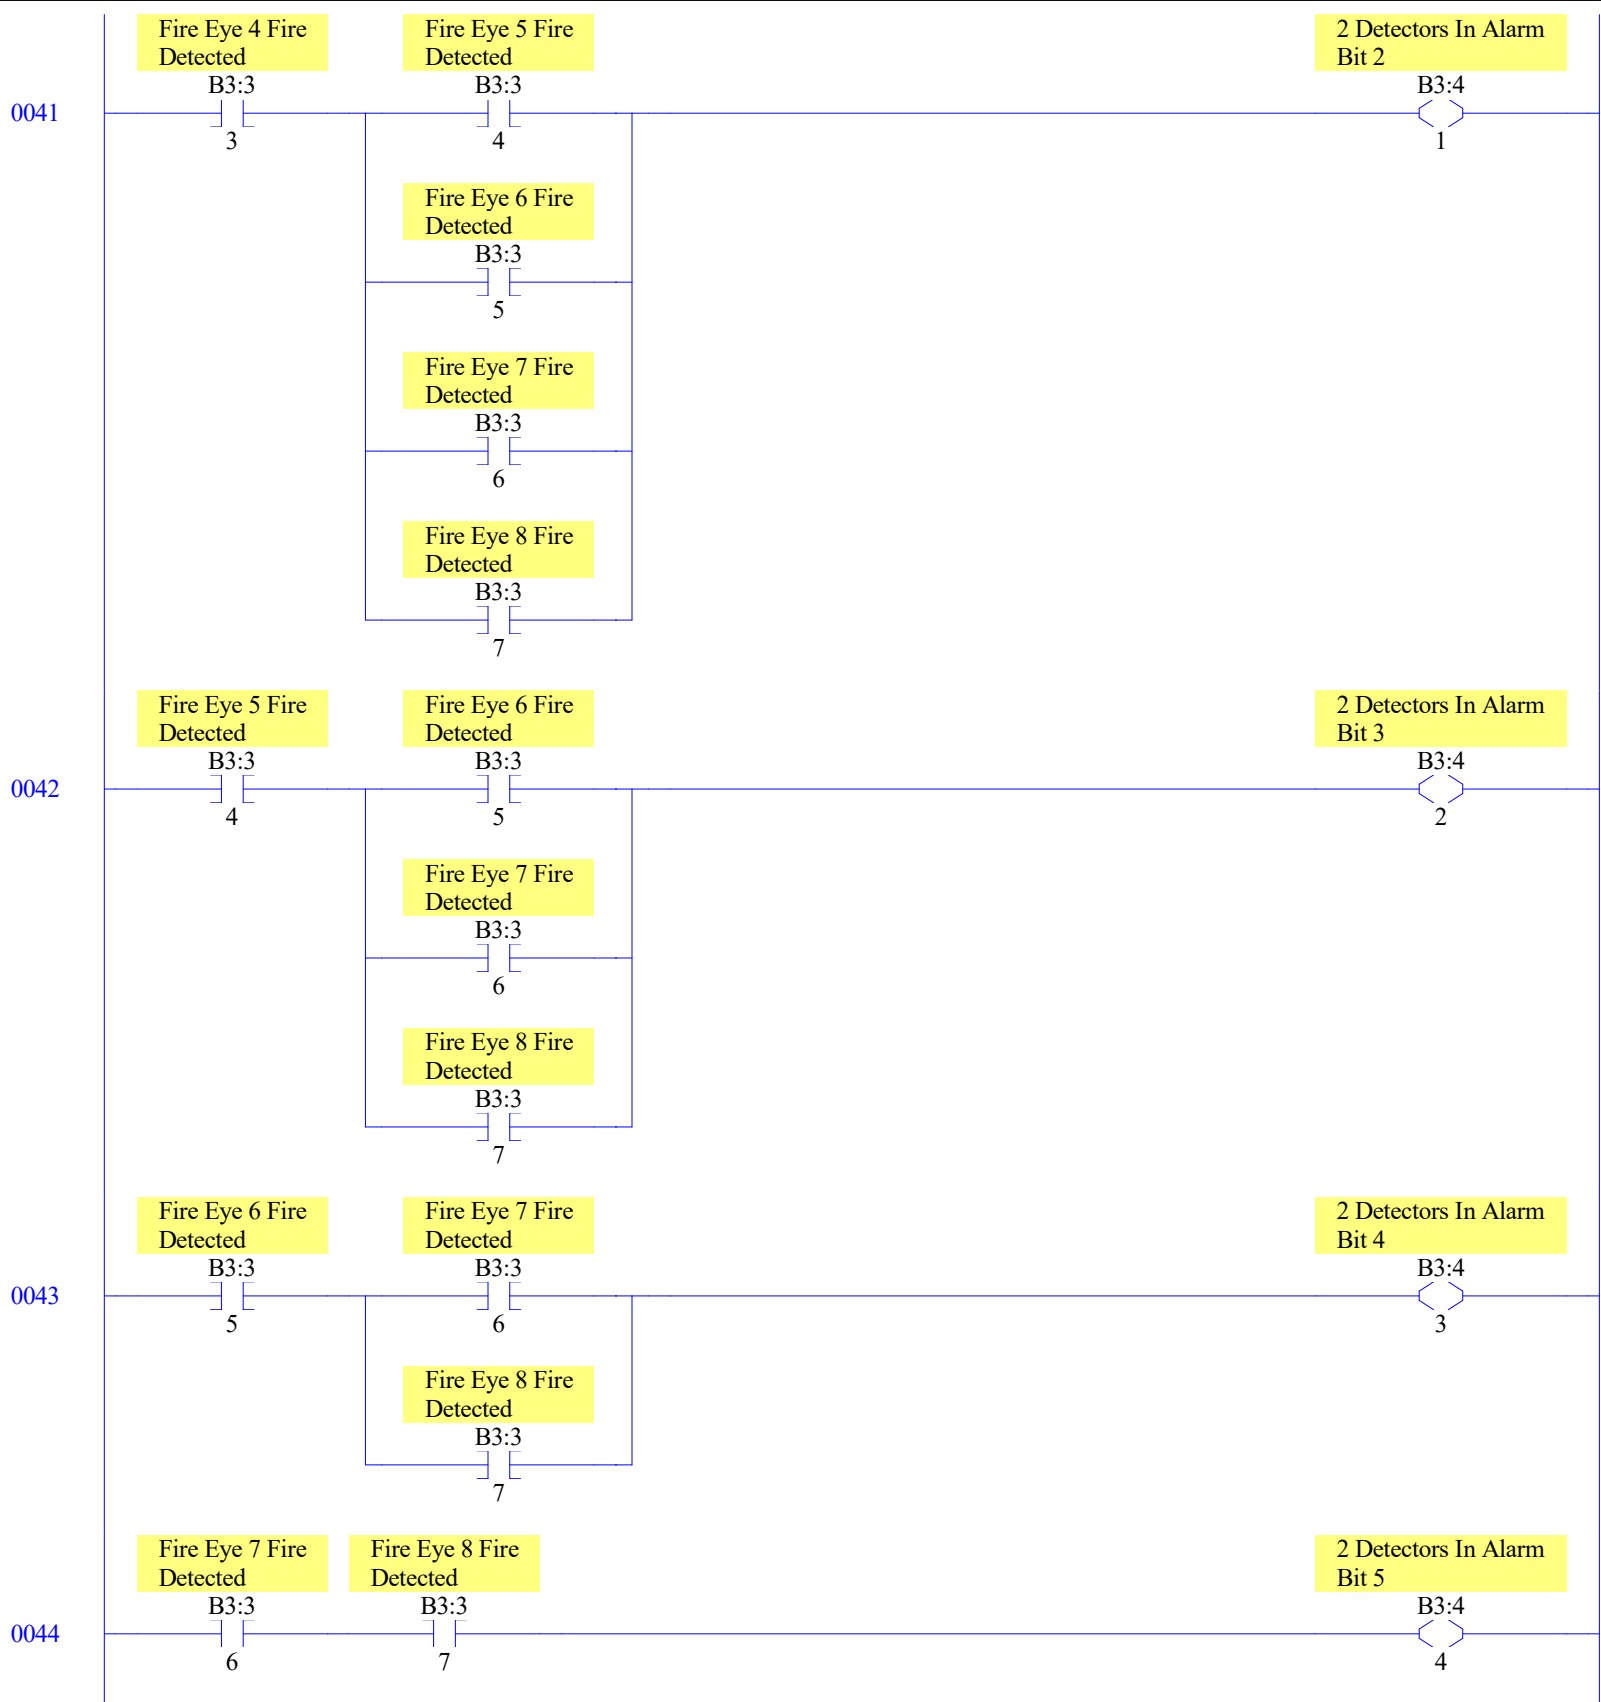 Fire Eye 4 Fire
Detected
B3:3
3
Fire Eye 5 Fire
Detected
B3:3
4
2 Detectors In Alarm
Bit 2
B3:4
1
0041
Fire Eye 6 Fire
Detected
B3:3
5
Fire Eye 7 Fire
Detected
B3:3
6
Fire Eye 8 Fire
Detected
B3:3
7
Fire Eye 5 Fire
Detected
B3:3
4
Fire Eye 6 Fire
Detected
B3:3
5
2 Detectors In Alarm
Bit 3
B3:4
2
0042
Fire Eye 7 Fire
Detected
B3:3
6
Fire Eye 8 Fire
Detected
B3:3
7
Fire Eye 6 Fire
Detected
B3:3
5
Fire Eye 7 Fire
Detected
B3:3
6
2 Detectors In Alarm
Bit 4
B3:4
3
0043
Fire Eye 8 Fire
Detected
B3:3
7
Fire Eye 7 Fire
Detected
B3:3
6
Fire Eye 8 Fire
Detected
B3:3
7
2 Detectors In Alarm
Bit 5
B3:4
4
0044